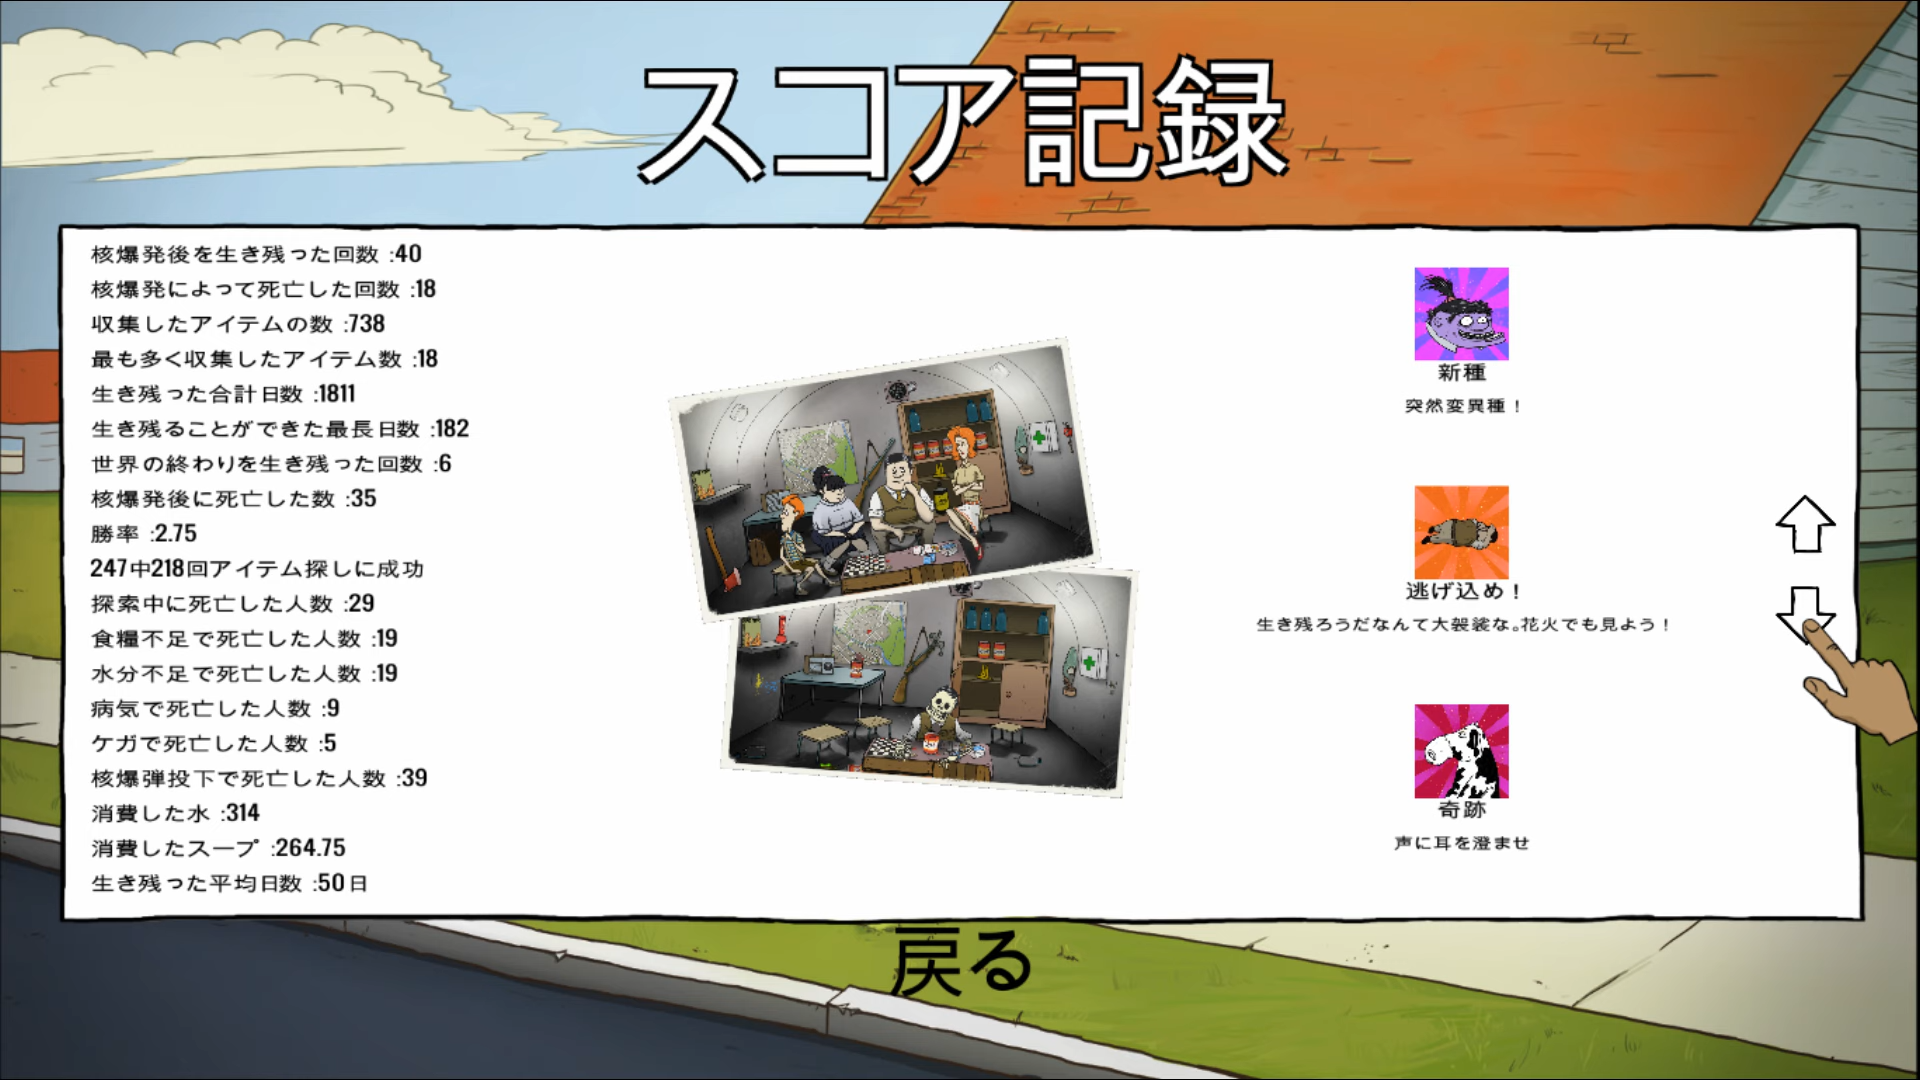 スコア記録
核爆発後を生き残った回数 :40
核爆発によって死亡した回数 :18
収集したアイテムの数 :738
最も多く収集したアイテム数 :18
生き残った合計日数 :1811
生き残ることができた最長日数 :182
世界の終わりを生き残った回数 :6
核爆発後に死亡した数 :35
勝率 :2.75
247中218回アイテム探しに成功
探索中に死亡した人数 :29
食糧不足で死亡した人数 :19
水分不足で死亡した人数 :19
病気で死亡した人数 :9
ケガで死亡した人数 :5
核爆弾投下で死亡した人数 :39
消費した水 :314
消費したスープ :264.75
生き残った平均日数 :50日
新種
突然変異種！
逃げ込め！
生き残ろうだなんて大袈裟な。花火でも見よう！
奇跡
声に耳を澄ませ
戻る